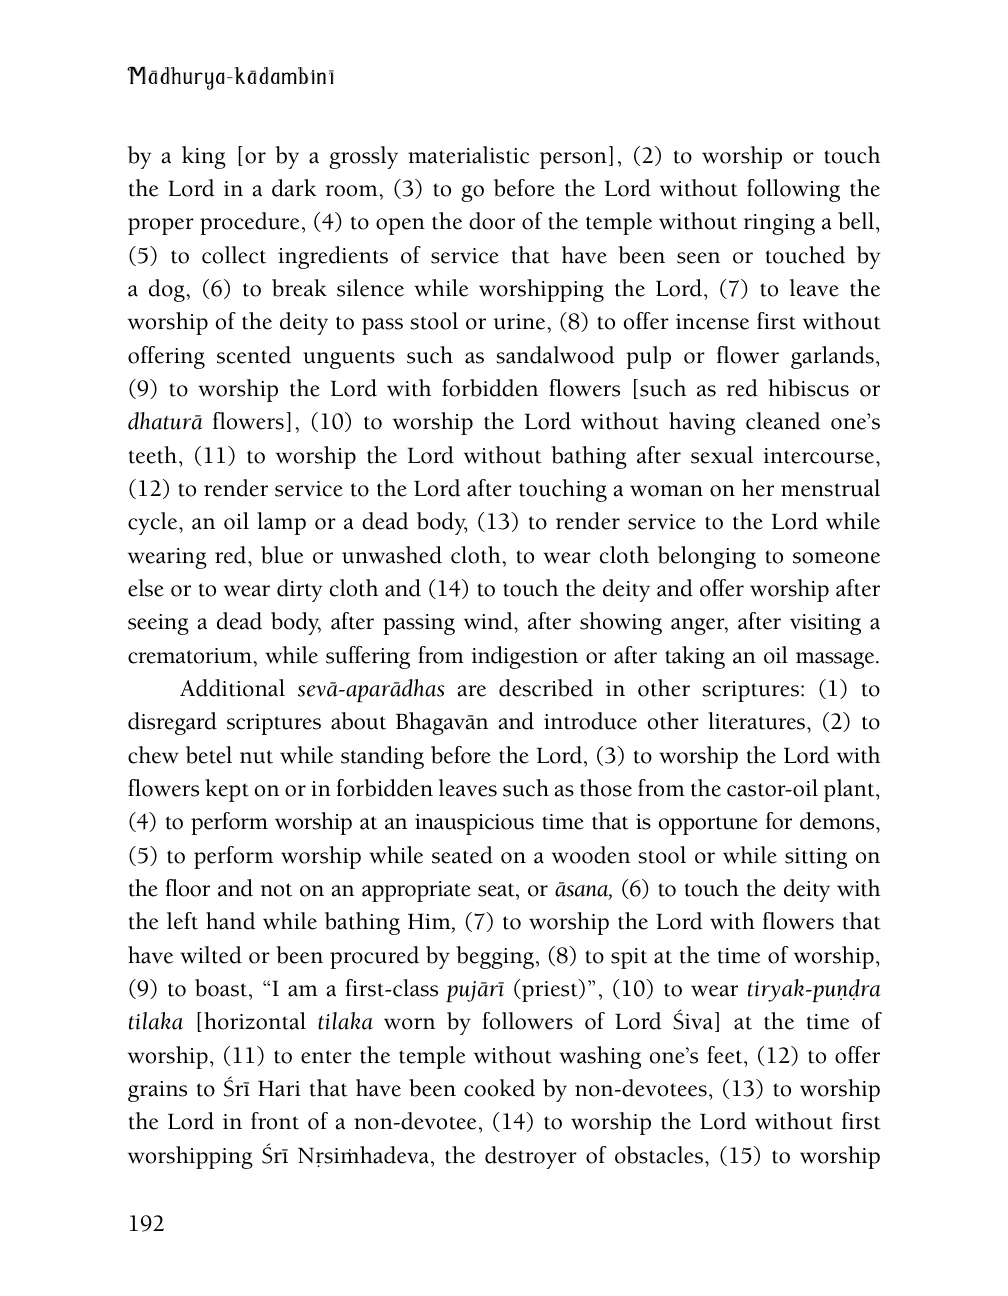 Mādhurya-kādambinī
by a king [or by a grossly materialistic person], (2) to worship or touch
the Lord in a dark room, (3) to go before the Lord without following the
proper procedure, (4) to open the door of the temple without ringing a bell,
(5) to collect ingredients of service that have been seen or touched by
a dog, (6) to break silence while worshipping the Lord, (7) to leave the
worship of the deity to pass stool or urine, (8) to offer incense first without
offering scented unguents such as sandalwood pulp or flower garlands,
(9) to worship the Lord with forbidden flowers [such as red hibiscus or
dhaturā flowers], (10) to worship the Lord without having cleaned one’s
teeth, (11) to worship the Lord without bathing after sexual intercourse,
(12) to render service to the Lord after touching a woman on her menstrual
cycle, an oil lamp or a dead body, (13) to render service to the Lord while
wearing red, blue or unwashed cloth, to wear cloth belonging to someone
else or to wear dirty cloth and (14) to touch the deity and offer worship after
seeing a dead body, after passing wind, after showing anger, after visiting a
crematorium, while suffering from indigestion or after taking an oil massage.
Additional sevā-aparādhas are described in other scriptures: (1) to
disregard scriptures about Bhagavān and introduce other literatures, (2) to
chew betel nut while standing before the Lord, (3) to worship the Lord with
flowers kept on or in forbidden leaves such as those from the castor-oil plant,
(4) to perform worship at an inauspicious time that is opportune for demons,
(5) to perform worship while seated on a wooden stool or while sitting on
the floor and not on an appropriate seat, or āsana, (6) to touch the deity with
the left hand while bathing Him, (7) to worship the Lord with flowers that
have wilted or been procured by begging, (8) to spit at the time of worship,
(9) to boast, “I am a first-class pujārī (priest)”, (10) to wear tiryak-puṇḍra
tilaka [horizontal tilaka worn by followers of Lord Śiva] at the time of
worship, (11) to enter the temple without washing one’s feet, (12) to offer
grains to Śrī Hari that have been cooked by non-devotees, (13) to worship
the Lord in front of a non-devotee, (14) to worship the Lord without first
worshipping Śrī Nṛsiṁhadeva, the destroyer of obstacles, (15) to worship
192